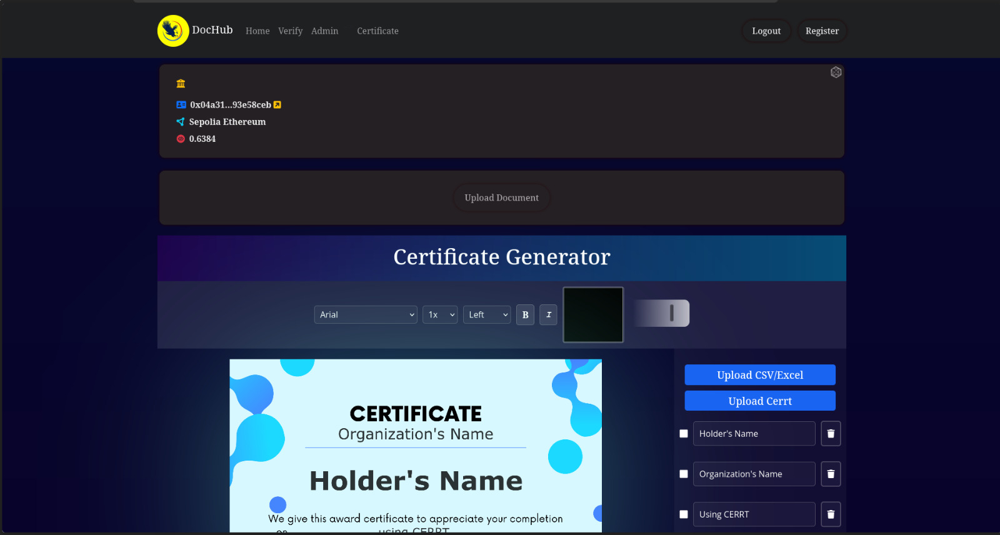 DocHub Home Verify Admin Certificate Logout Register
0x04a31...93e58ceb
Sepolia Ethereum
0.6384
Upload Document
Certificate Generator
Arial 1x Left B I
CERTIFICATE
Organization's Name
Holder's Name
We give this award certificate to appreciate your completion
on using CERRT
Upload CSV/Excel
Upload Cerrt
Holder's Name
Organization's Name
Using CERRT